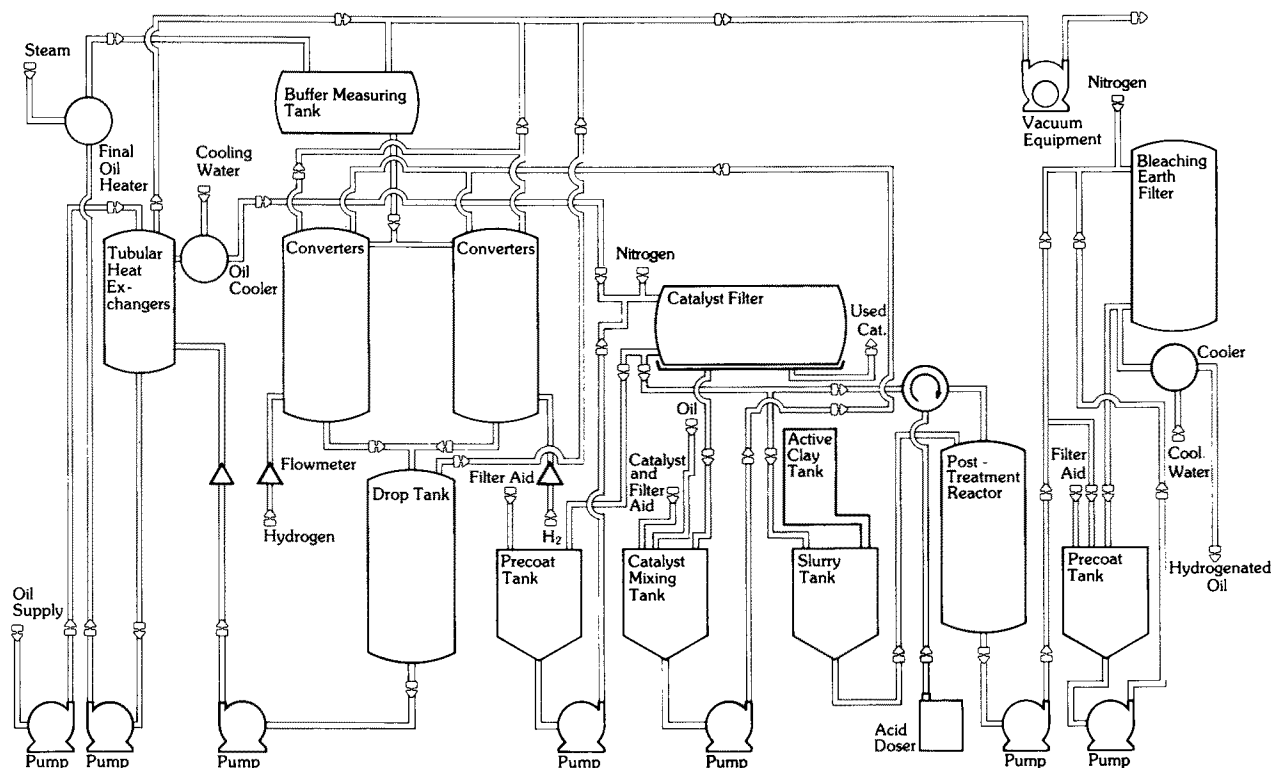 Steam
Final
Oil
Heater
Buffer Measuring
Tank
Cooling
Water
Oil
Cooler
Tubular
Heat
Ex-
changers
Converters
Converters
Vacuum
Equipment
Nitrogen
Bleaching
Earth
Filter
Nitrogen
Catalyst Filter
Used
Cat.
Cooler
Cool.
Water
Hydrogenated
Oil
Flowmeter
Hydrogen
Drop Tank
Filter Aid
H2
Precoat
Tank
Oil
Catalyst
and
Filter
Aid
Catalyst
Mixing
Tank
Active
Clay
Tank
Slurry
Tank
Post -
Treatment
Reactor
Filter
Aid
Precoat
Tank
Oil
Supply
Acid
Doser
Pump
Pump
Pump
Pump
Pump
Pump
Pump